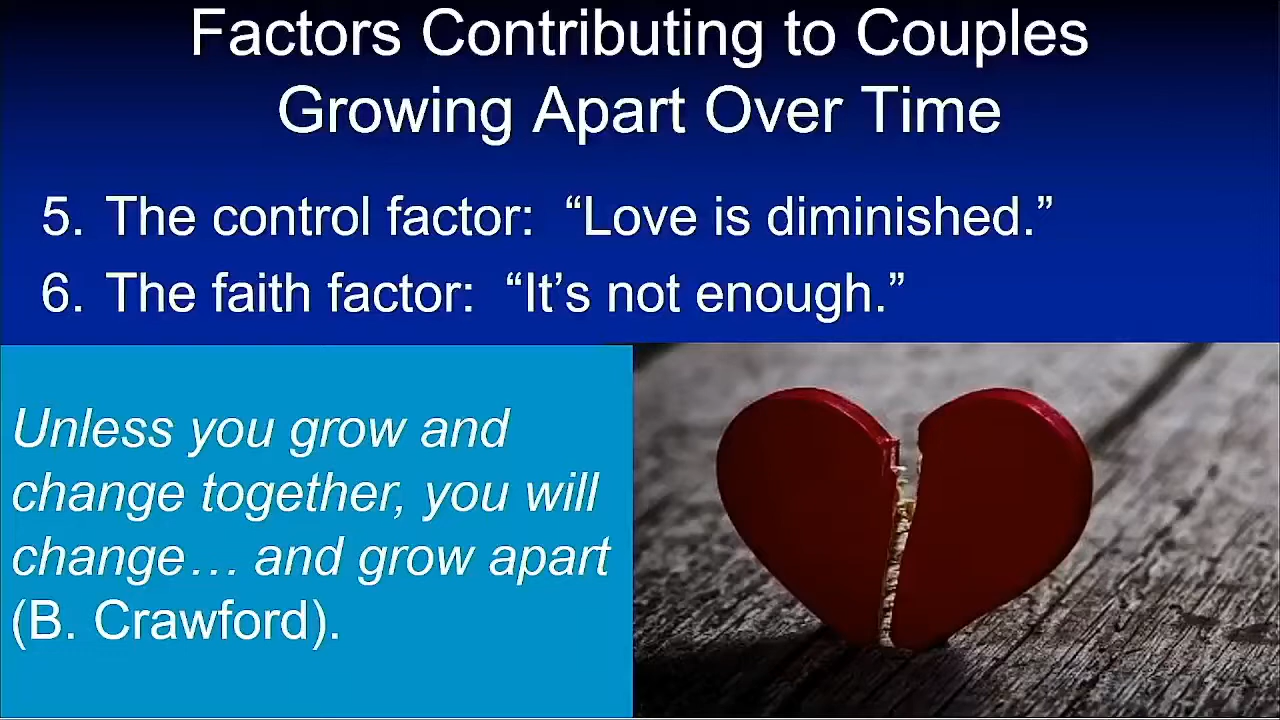 Factors Contributing to Couples
Growing Apart Over Time
5. The control factor: “Love is diminished.”
6. The faith factor: “It’s not enough.”
Unless you grow and
change together, you will
change… and grow apart
(B. Crawford).